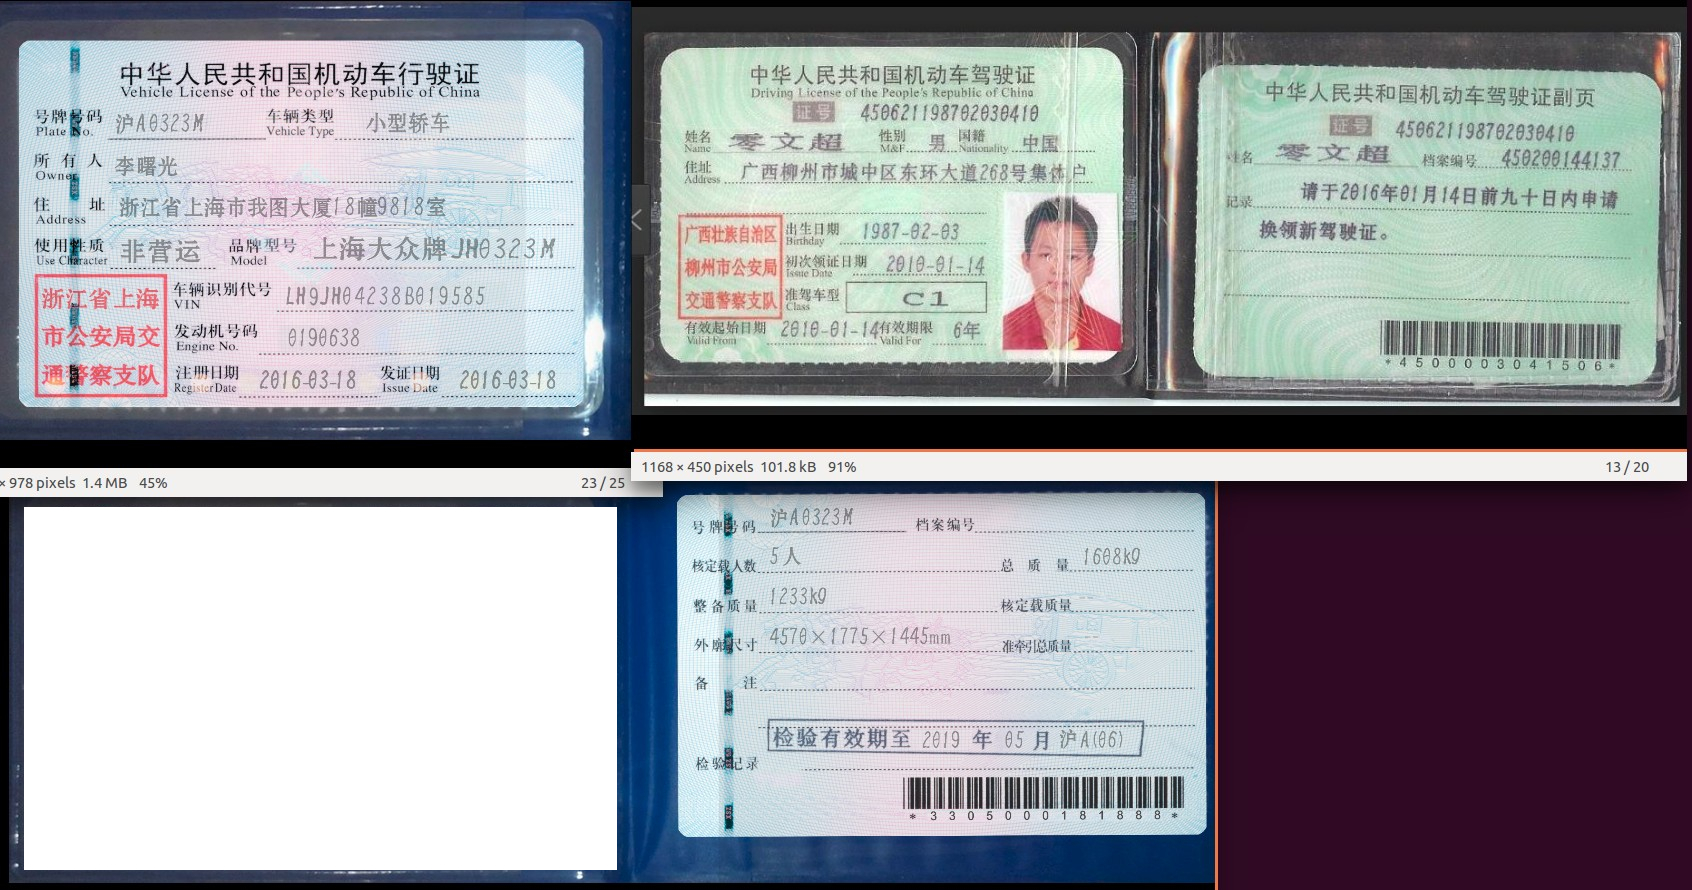 中华人民共和国机动车行驶证
Vehicle License of the People's Republic of China
号牌号码 Plate No. 沪A0323M 车辆类型 Vehicle Type 小型轿车
所有人 Owner 李曙光
住址 Address 浙江省上海市我图大厦18幢9818室
使用性质 Use Character 非营运 品牌型号 Model 上海大众牌JH0323M
浙江省上海
市公安局交
通警察支队
车辆识别代号 VIN LH9JH04238B019585
发动机号码 Engine No. 0190638
注册日期 Register Date 2016-03-18 发证日期 Issue Date 2016-03-18
× 978 pixels 1.4 MB 45% 23 / 25
中华人民共和国机动车驾驶证
Driving License of the People's Republic of China
证号 450621198702030410
姓名 Name 零文超 性别 M&F 男 国籍 Nationality 中国
住址 Address 广西柳州市城中区东环大道268号集体户
广西壮族自治区
柳州市公安局
交通警察支队
出生日期 Birthday 1987-02-03
初次领证日期 Issue Date 2010-01-14
准驾车型 Class C1
有效起始日期 Valid From 2010-01-14 有效期限 Valid For 6年
中华人民共和国机动车驾驶证副页
证号 450621198702030410
姓名 零文超 档案编号 450200144137
记录 请于2016年01月14日前九十日内申请
换领新驾驶证。
*4500003041506*
1168 × 450 pixels 101.8 kB 91% 13 / 20
号牌号码 沪A0323M 档案编号
核定载人数 5人 总质量 1608kg
整备质量 1233kg 核定载质量
外廓尺寸 4570×1775×1445mm 准牵引总质量
备注
检验有效期至 2019 年 05 月 沪A(06)
检验记录
*3305000181888*